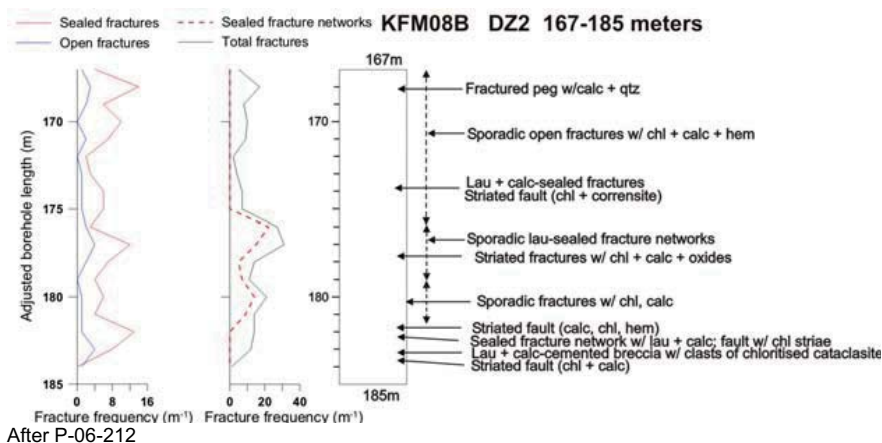 Sealed fractures
Sealed fracture networks
KFM08B DZ2 167-185 meters
Open fractures
Total fractures
167m
Fractured peg w/calc + qtz
170
Sporadic open fractures w/ chl + calc + hem
Lau + calc-sealed fractures
Striated fault (chl + corrensite)
175
Sporadic lau-sealed fracture networks
Striated fractures w/ chl + calc + oxides
180
Sporadic fractures w/ chl, calc
Striated fault (calc, chl, hem)
Sealed fracture network w/ lau + calc; fault w/ chl striae
Lau + calc-cemented breccia w/ clasts of chloritised cataclasite
Striated fault (chl + calc)
185
185m
Adjusted borehole length (m)
0 8 16
0 20 40
Fracture frequency (m⁻¹)
Fracture frequency (m⁻¹)
After P-06-212